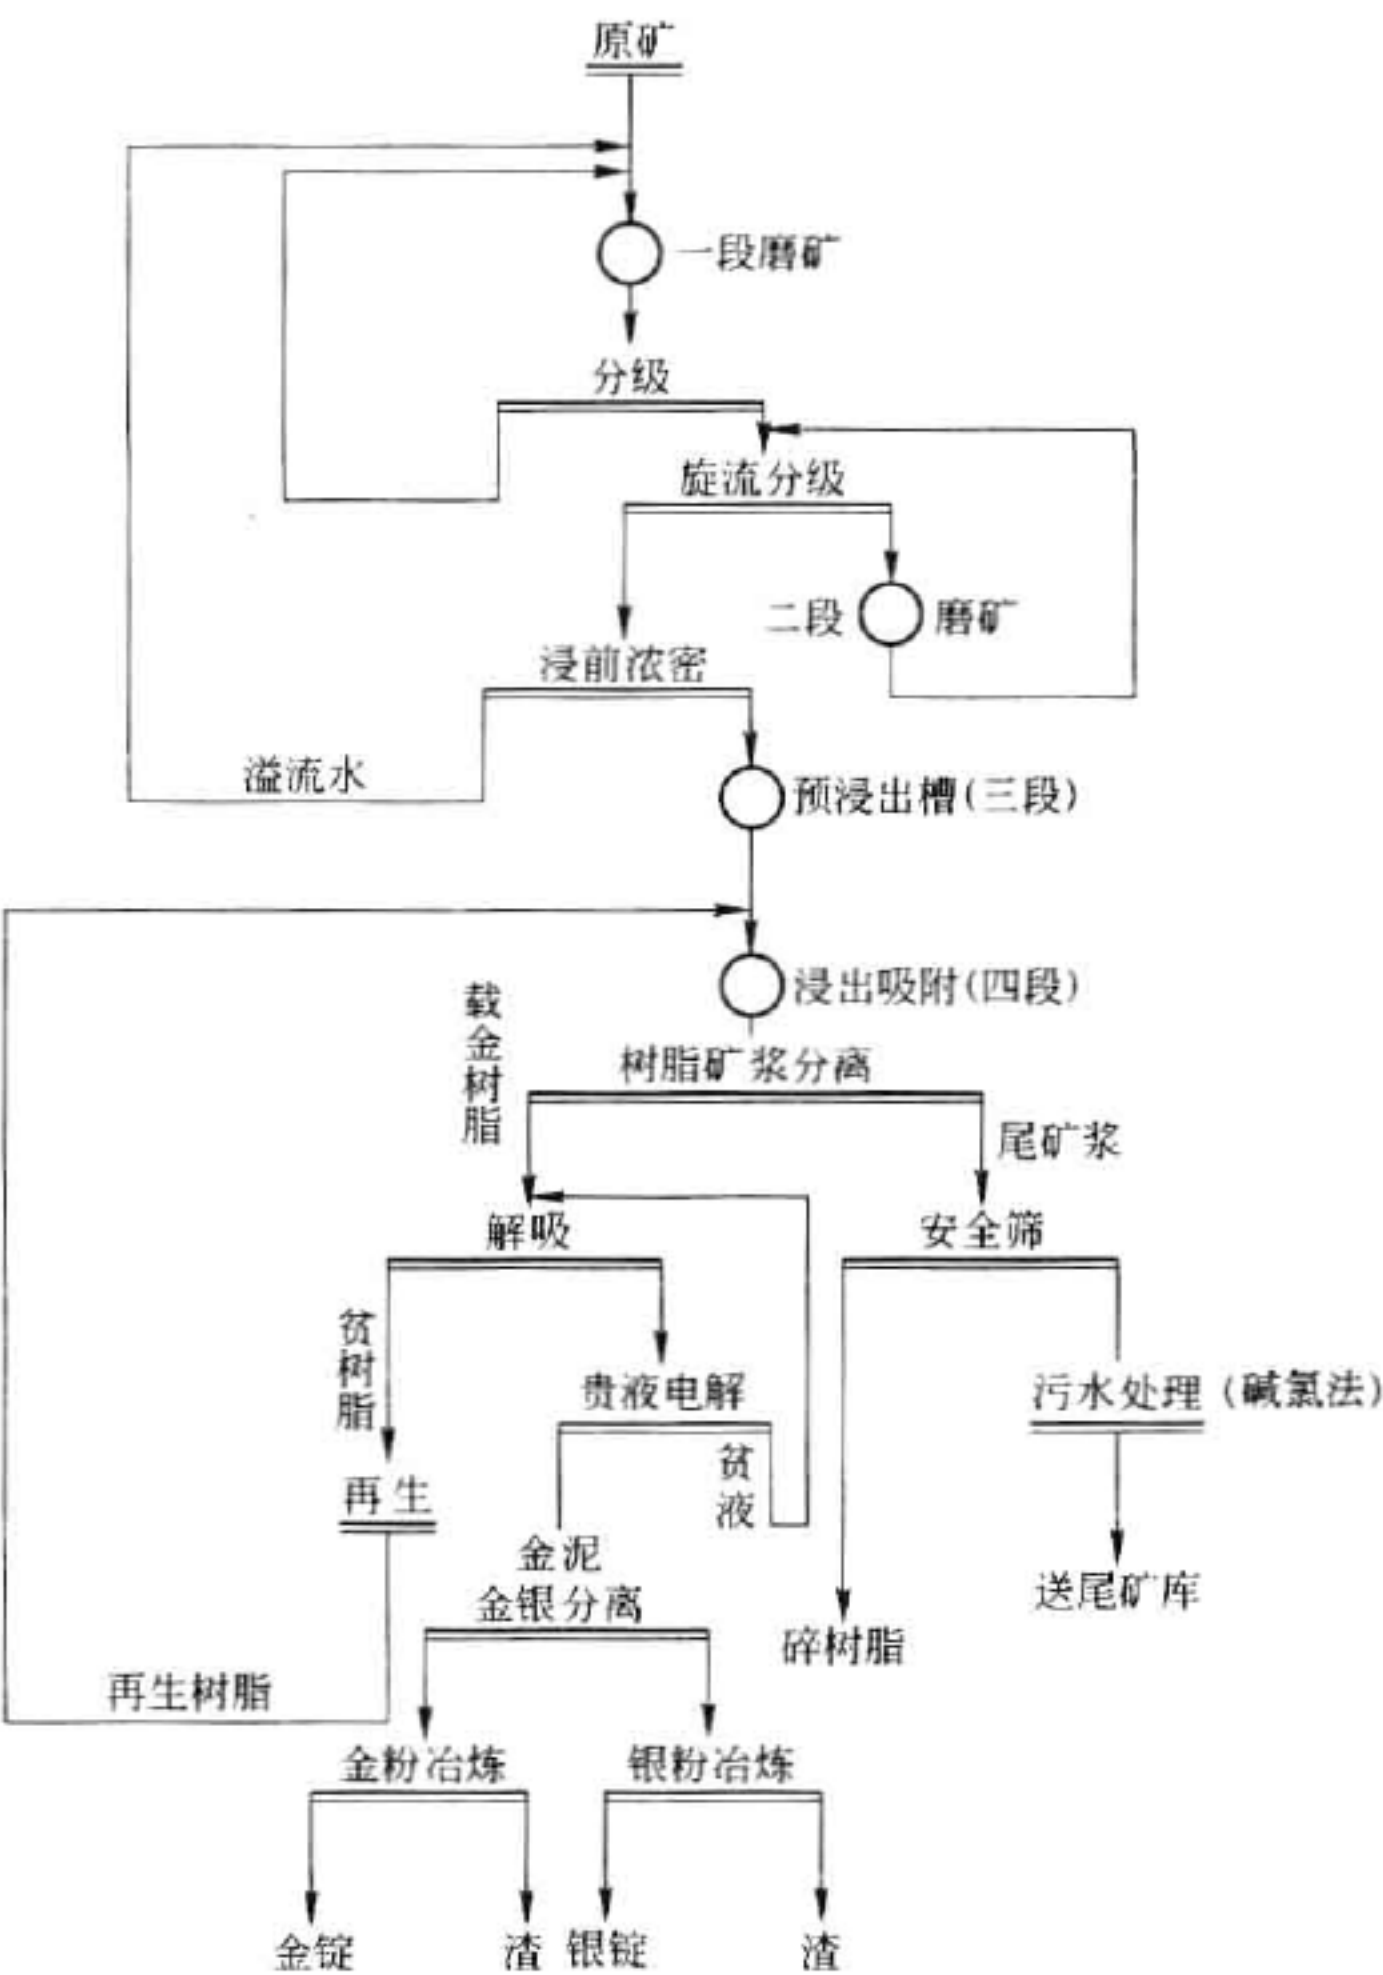 原矿
一段磨矿
分级
旋流分级
二段 磨矿
浸前浓密
溢流水
预浸出槽(三段)
浸出吸附(四段)
载金树脂
树脂矿浆分离
尾矿浆
解吸
安全筛
贫树脂
贵液电解
污水处理(碱氯法)
贫液
再生
金泥
金银分离
送尾矿库
碎树脂
再生树脂
金粉冶炼
银粉冶炼
金锭
渣
银锭
渣